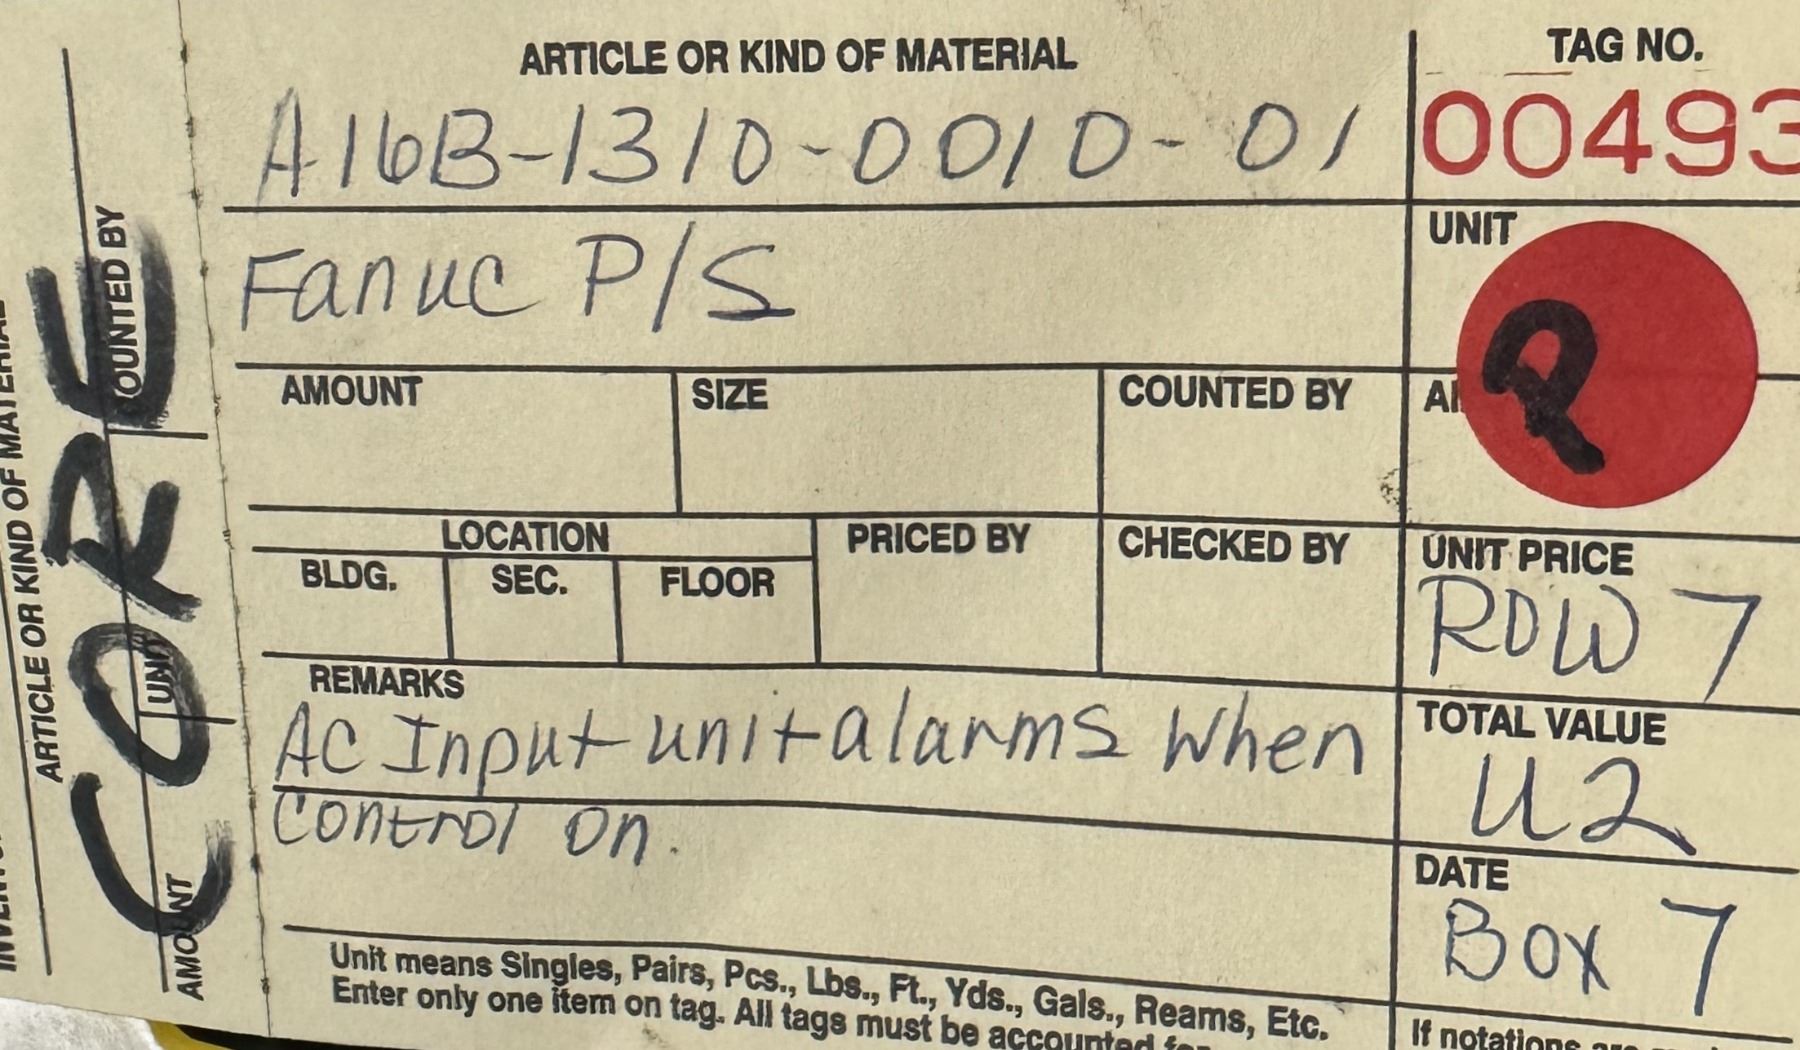 ARTICLE OR KIND OF MATERIAL
TAG NO.
A16B-1310-0010-01
00493
Fanuc P/S
UNIT
Q
AMOUNT
SIZE
COUNTED BY
LOCATION
PRICED BY
CHECKED BY
UNIT PRICE
BLDG.
SEC.
FLOOR
ROW 7
REMARKS
AC Input unit alarms when
control on.
TOTAL VALUE
U2
DATE
Box 7
Unit means Singles, Pairs, Pcs., Lbs., Ft., Yds., Gals., Reams, Etc.
Enter only one item on tag. All tags must be accounted for
If notations are
ARTICLE OR KIND OF MATERIAL
COUNTED BY
UNIT
AMOUNT
CORE